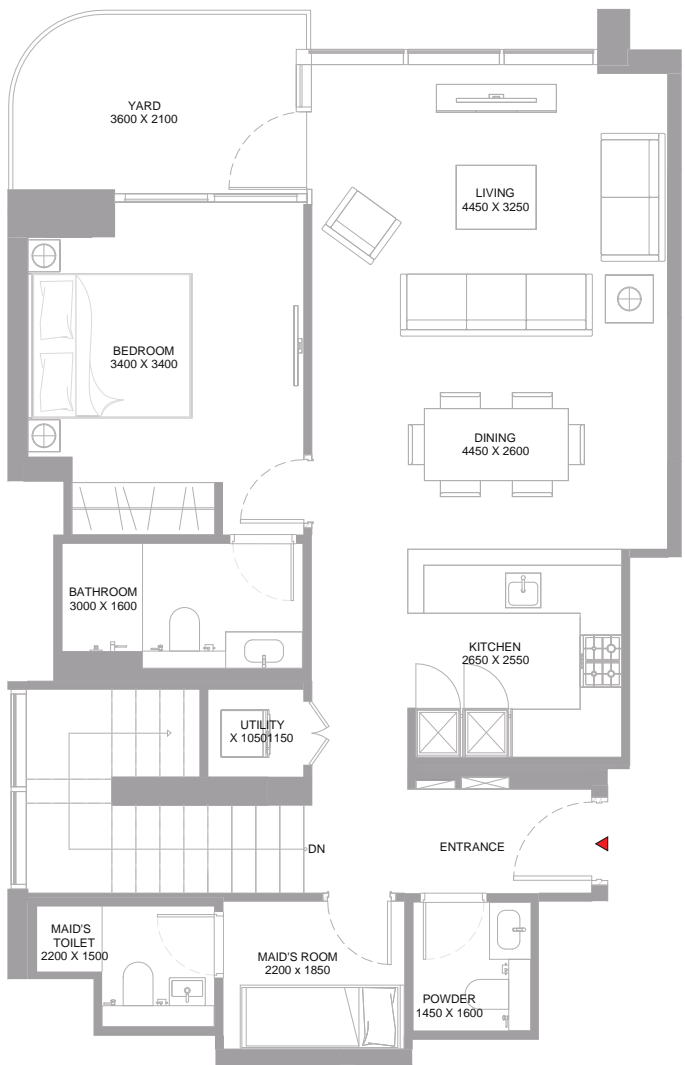 YARD
3600 X 2100
LIVING
4450 X 3250
BEDROOM
3400 X 3400
DINING
4450 X 2600
BATHROOM
3000 X 1600
KITCHEN
2650 X 2550
UTILITY
X 10501150
DN
ENTRANCE
MAID'S
TOILET
2200 X 1500
MAID'S ROOM
2200 x 1850
POWDER
1450 X 1600